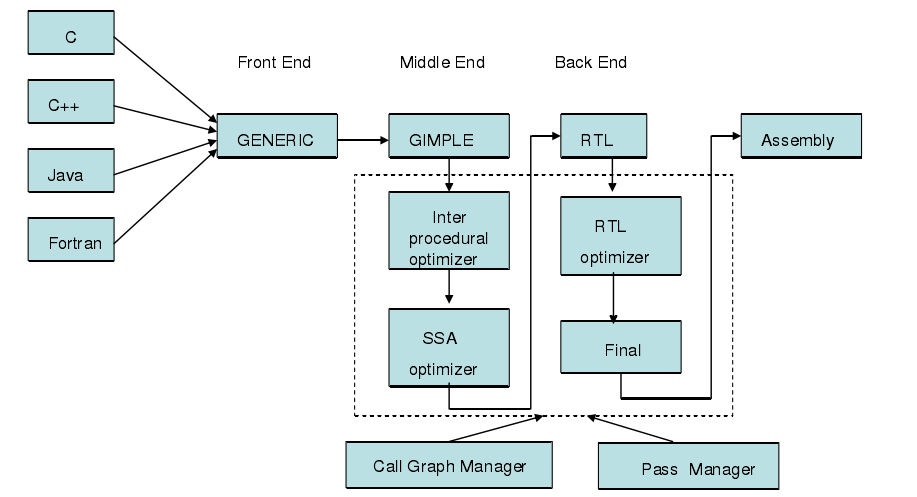 C
C++
Java
Fortran
Front End
Middle End
Back End
GENERIC
GIMPLE
RTL
Assembly
Inter
procedural
optimizer
SSA
optimizer
RTL
optimizer
Final
Call Graph Manager
Pass Manager